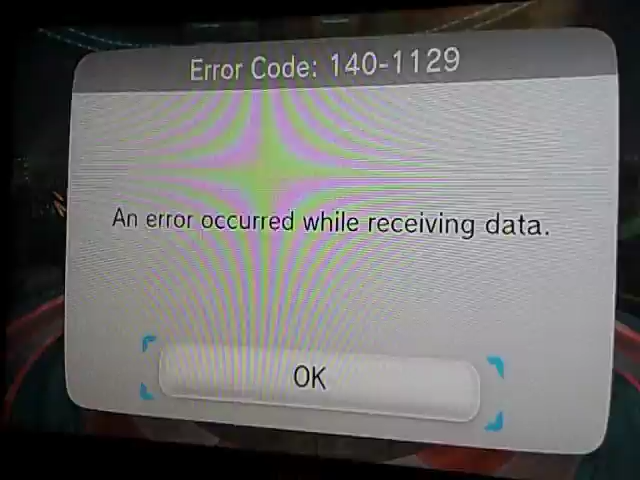 Error Code: 140-1129
An error occurred while receiving data.
OK